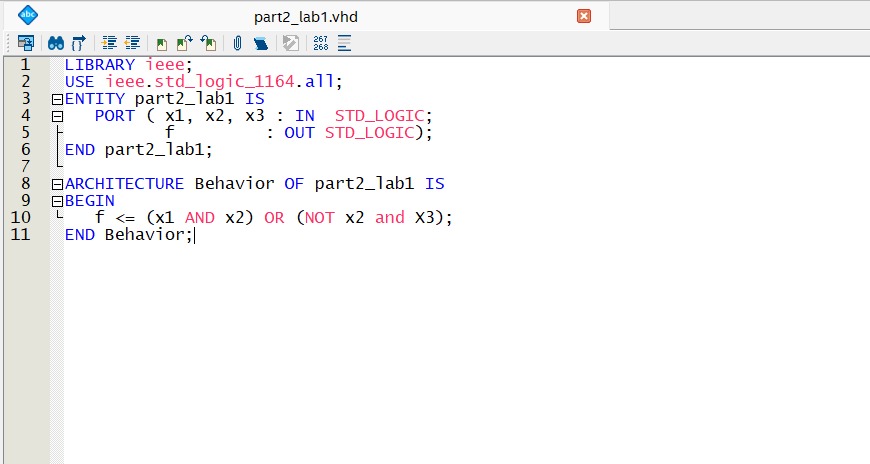 abc
part2_lab1.vhd
267
268
1 LIBRARY ieee;
2 USE ieee.std_logic_1164.all;
3 ENTITY part2_lab1 IS
4 PORT ( x1, x2, x3 : IN STD_LOGIC;
5 f : OUT STD_LOGIC);
6 END part2_lab1;
7
8 ARCHITECTURE Behavior OF part2_lab1 IS
9 BEGIN
10 f <= (x1 AND x2) OR (NOT x2 and X3);
11 END Behavior;